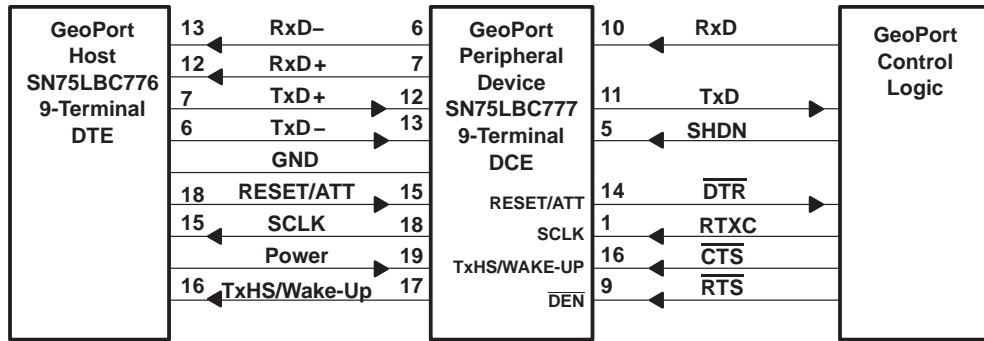 GeoPort
Host
SN75LBC776
9-Terminal
DTE
13 RxD– 6
12 RxD+ 7
7 TxD+ 12
6 TxD– 13
GND
18 RESET/ATT 15
15 SCLK 18
Power 19
16 TxHS/Wake-Up 17
GeoPort
Peripheral
Device
SN75LBC777
9-Terminal
DCE
RESET/ATT
SCLK
TxHS/WAKE-UP
DEN
10 RxD
11 TxD
5 SHDN
14 DTR
1 RTXC
16 CTS
9 RTS
GeoPort
Control
Logic